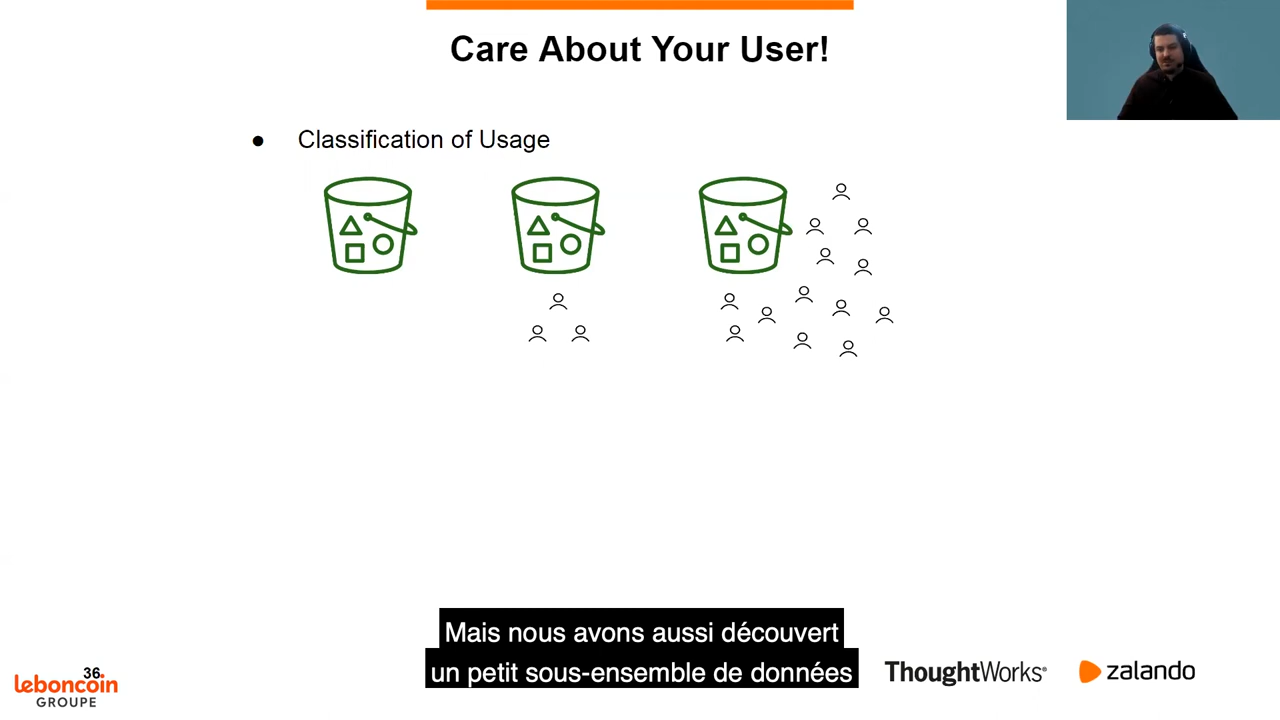 Care About Your User!
● Classification of Usage
Mais nous avons aussi découvert
un petit sous-ensemble de données
36
leboncoin
GROUPE
ThoughtWorks®
zalando